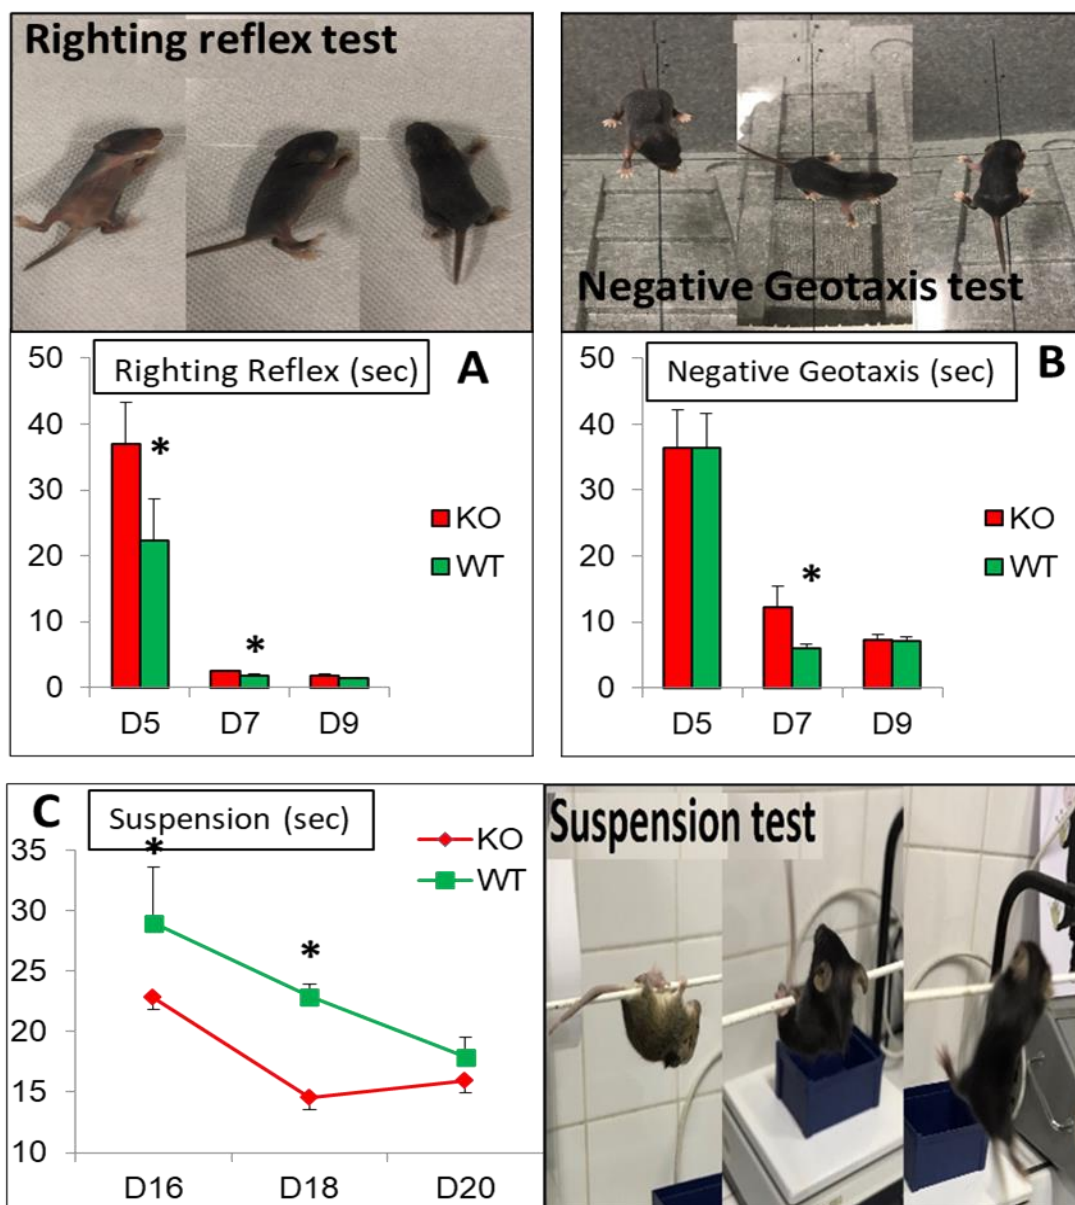 Righting reflex test
Negative Geotaxis test
Righting Reflex (sec)
A
50
40
30
20
10
0
*
*
D5 D7 D9
KO
WT
Negative Geotaxis (sec)
B
50
40
30
20
10
0
*
D5 D7 D9
KO
WT
C
Suspension (sec)
35
30
25
20
15
10
*
*
D16 D18 D20
KO
WT
Suspension test